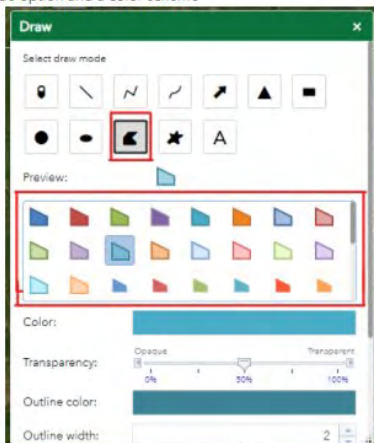 Draw ×
Select draw mode
A
Preview:
Color:
Transparency:
Opaque Transparent
0% 50% 100%
Outline color:
Outline width: 2